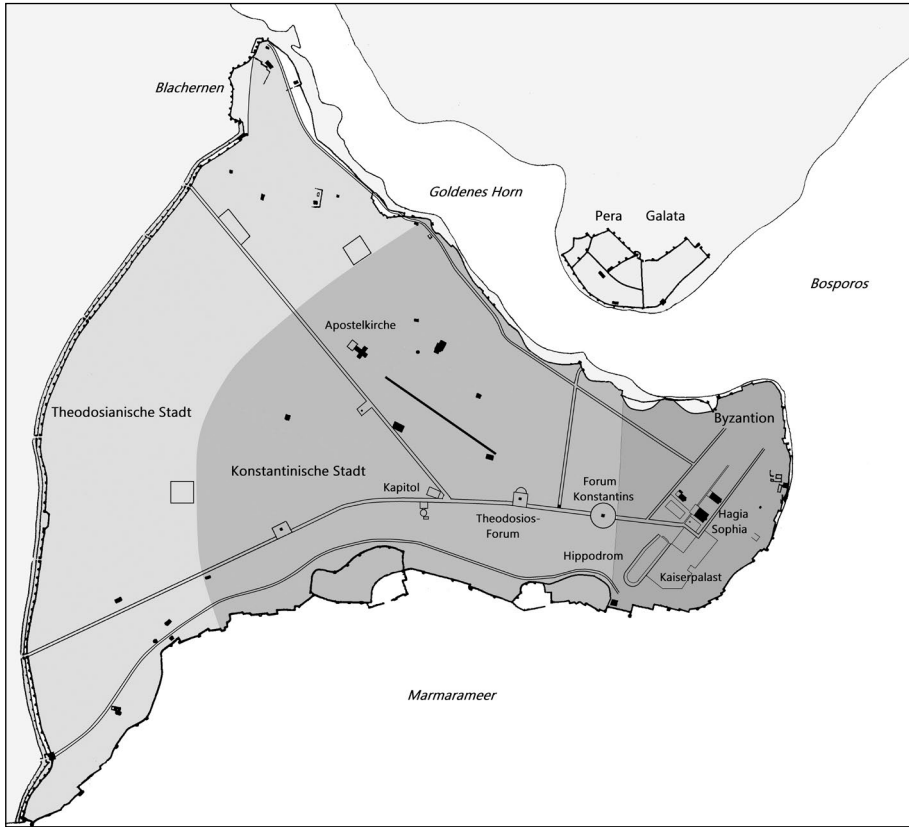 Blachernen
Goldenes Horn
Pera
Galata
Bosporos
Apostelkirche
Theodosianische Stadt
Byzantion
Konstantinische Stadt
Kapitol
Forum
Konstantins
Theodosios-
Forum
Hagia
Sophia
Hippodrom
Kaiserpalast
Marmarameer